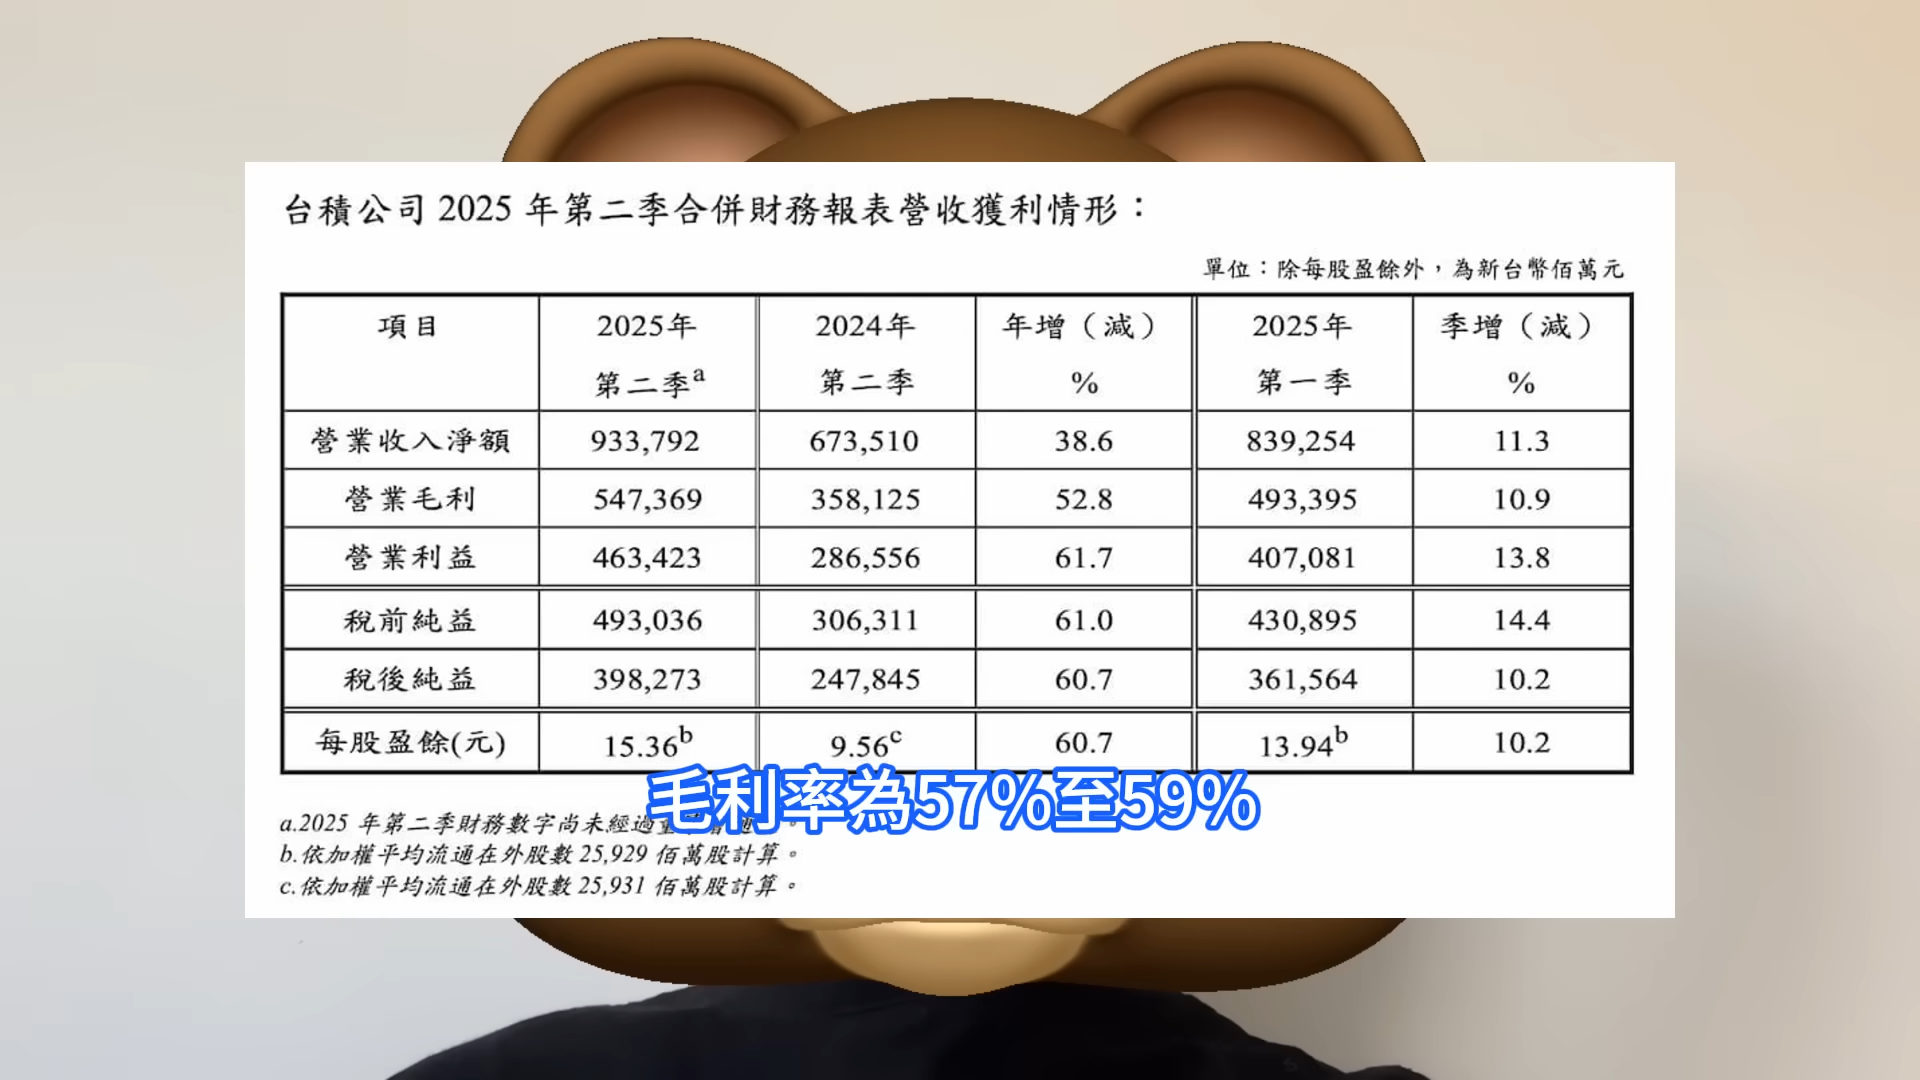 台積公司 2025 年第二季合併財務報表營收獲利情形：
單位：除每股盈餘外，為新台幣佰萬元
項目 2025年第二季a 2024年第二季 年增（減）% 2025年第一季 季增（減）%
營業收入淨額 933,792 673,510 38.6 839,254 11.3
營業毛利 547,369 358,125 52.8 493,395 10.9
營業利益 463,423 286,556 61.7 407,081 13.8
稅前純益 493,036 306,311 61.0 430,895 14.4
稅後純益 398,273 247,845 60.7 361,564 10.2
每股盈餘(元) 15.36b 9.56c 60.7 13.94b 10.2
毛利率為57%至59%
a.2025 年第二季財務數字尚未經過
b.依加權平均流通在外股數 25,929 佰萬股計算。
c.依加權平均流通在外股數 25,931 佰萬股計算。